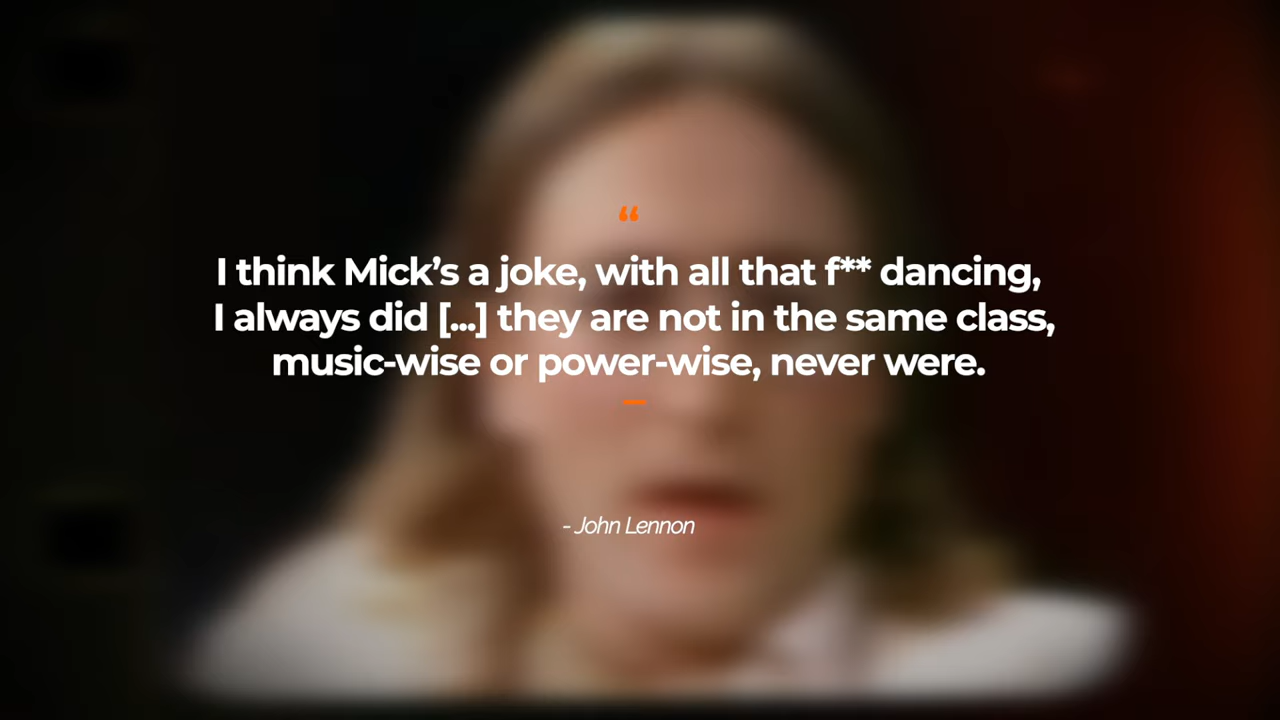 “
I think Mick’s a joke, with all that f** dancing,
I always did [...] they are not in the same class,
music-wise or power-wise, never were.
- John Lennon